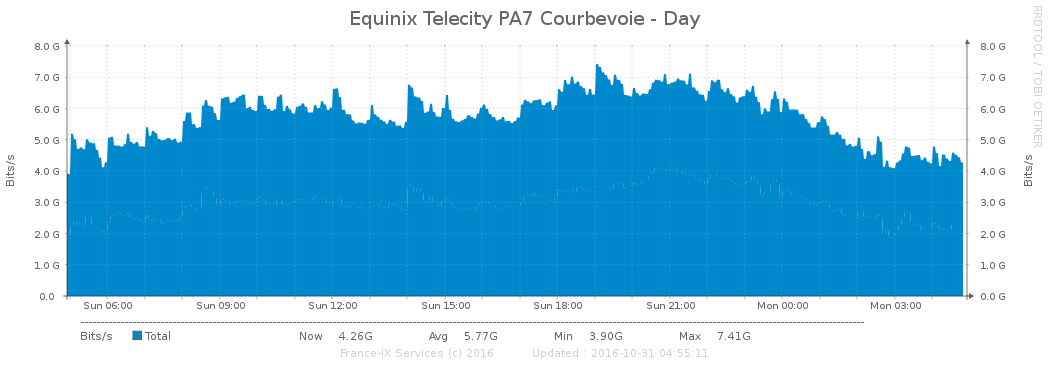 Equinix Telecity PA7 Courbevoie - Day
RRDTOOL / TOBI OETIKER
8.0 G 8.0 G
7.0 G 7.0 G
6.0 G 6.0 G
5.0 G 5.0 G
4.0 G 4.0 G
3.0 G 3.0 G
2.0 G 2.0 G
1.0 G 1.0 G
0.0 0.0 G
Bits/s
Bits/s
Sun 06:00 Sun 09:00 Sun 12:00 Sun 15:00 Sun 18:00 Sun 21:00 Mon 00:00 Mon 03:00
Bits/s Total Now 4.26G Avg 5.77G Min 3.90G Max 7.41G
France-IX Services (c) 2016 Updated : 2016-10-31 04:55:11